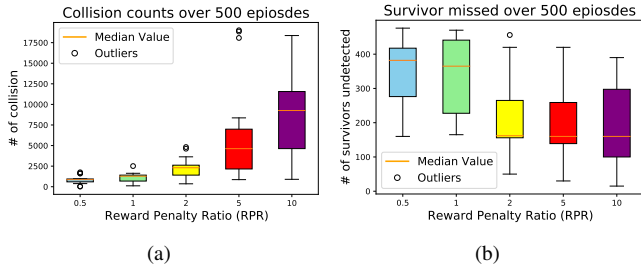 Collision counts over 500 epiosdes
# of collision
17500
15000
12500
10000
7500
5000
2500
0
Median Value
Outliers
0.5 1 2 5 10
Reward Penalty Ratio (RPR)
(a)
Survivor missed over 500 epiosdes
# of survivors undetected
400
300
200
100
0
Median Value
Outliers
0.5 1 2 5 10
Reward Penalty Ratio (RPR)
(b)